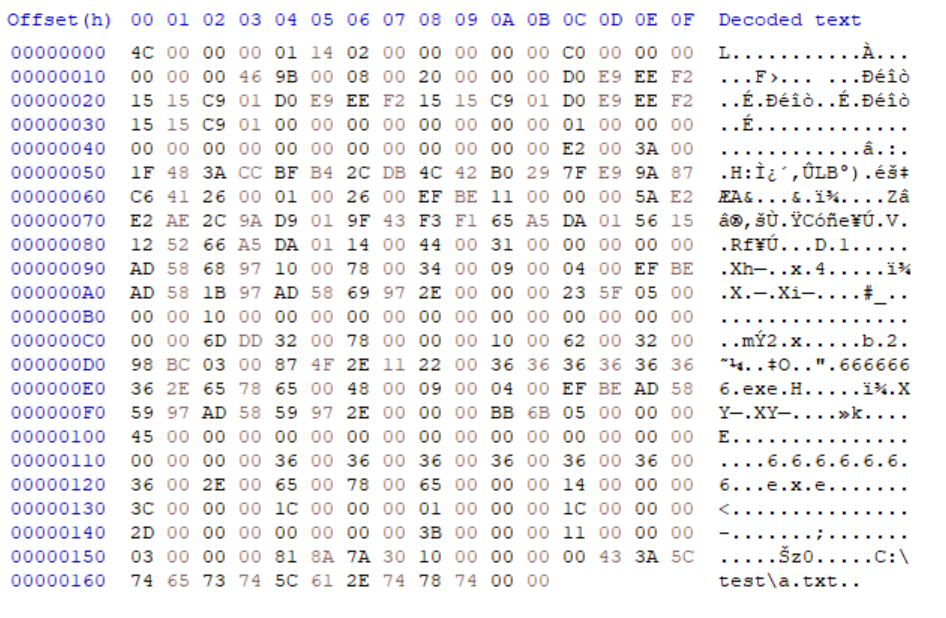 Offset(h) 00 01 02 03 04 05 06 07 08 09 0A 0B 0C 0D 0E 0F Decoded text
00000000 4C 00 00 00 01 14 02 00 00 00 00 00 C0 00 00 00 L...........À...
00000010 00 00 00 46 9B 00 08 00 20 00 00 00 D0 E9 EE F2 ...F›... ...Ðéîò
00000020 15 15 C9 01 D0 E9 EE F2 15 15 C9 01 D0 E9 EE F2 ..É.Ðéîò..É.Ðéîò
00000030 15 15 C9 01 00 00 00 00 00 00 00 00 01 00 00 00 ..É.............
00000040 00 00 00 00 00 00 00 00 00 00 00 00 E2 00 3A 00 ............â.:.
00000050 1F 48 3A CC BF B4 2C DB 4C 42 B0 29 7F E9 9A 87 .H:Ì¿´,ÛLB°).éš‡
00000060 C6 41 26 00 01 00 26 00 EF BE 11 00 00 00 5A E2 ÆA&...&.ï¾....Zâ
00000070 E2 AE 2C 9A D9 01 9F 43 F3 F1 65 A5 DA 01 56 15 â®,šÙ.ŸCóñe¥Ú.V.
00000080 12 52 66 A5 DA 01 14 00 44 00 31 00 00 00 00 00 .Rf¥Ú...D.1.....
00000090 AD 58 68 97 10 00 78 00 34 00 09 00 04 00 EF BE .Xh—..x.4.....ï¾
000000A0 AD 58 1B 97 AD 58 69 97 2E 00 00 00 23 5F 05 00 .X.—.Xi—....#_..
000000B0 00 00 10 00 00 00 00 00 00 00 00 00 00 00 00 00 ................
000000C0 00 00 6D DD 32 00 78 00 00 00 10 00 62 00 32 00 ..mÝ2.x.....b.2.
000000D0 98 BC 03 00 87 4F 2E 11 22 00 36 36 36 36 36 36 ˜¼..‡O..".666666
000000E0 36 2E 65 78 65 00 48 00 09 00 04 00 EF BE AD 58 6.exe.H.....ï¾.X
000000F0 59 97 AD 58 59 97 2E 00 00 00 BB 6B 05 00 00 00 Y—.XY—....»k....
00000100 45 00 00 00 00 00 00 00 00 00 00 00 00 00 00 00 E...............
00000110 00 00 00 00 36 00 36 00 36 00 36 00 36 00 36 00 ....6.6.6.6.6.6.
00000120 36 00 2E 00 65 00 78 00 65 00 00 00 14 00 00 00 6...e.x.e.......
00000130 3C 00 00 00 1C 00 00 00 01 00 00 00 1C 00 00 00 <...............
00000140 2D 00 00 00 00 00 00 00 3B 00 00 00 11 00 00 00 -.......;.......
00000150 03 00 00 00 81 8A 7A 30 10 00 00 00 00 43 3A 5C .....Šz0.....C:\
00000160 74 65 73 74 5C 61 2E 74 78 74 00 00 test\a.txt..